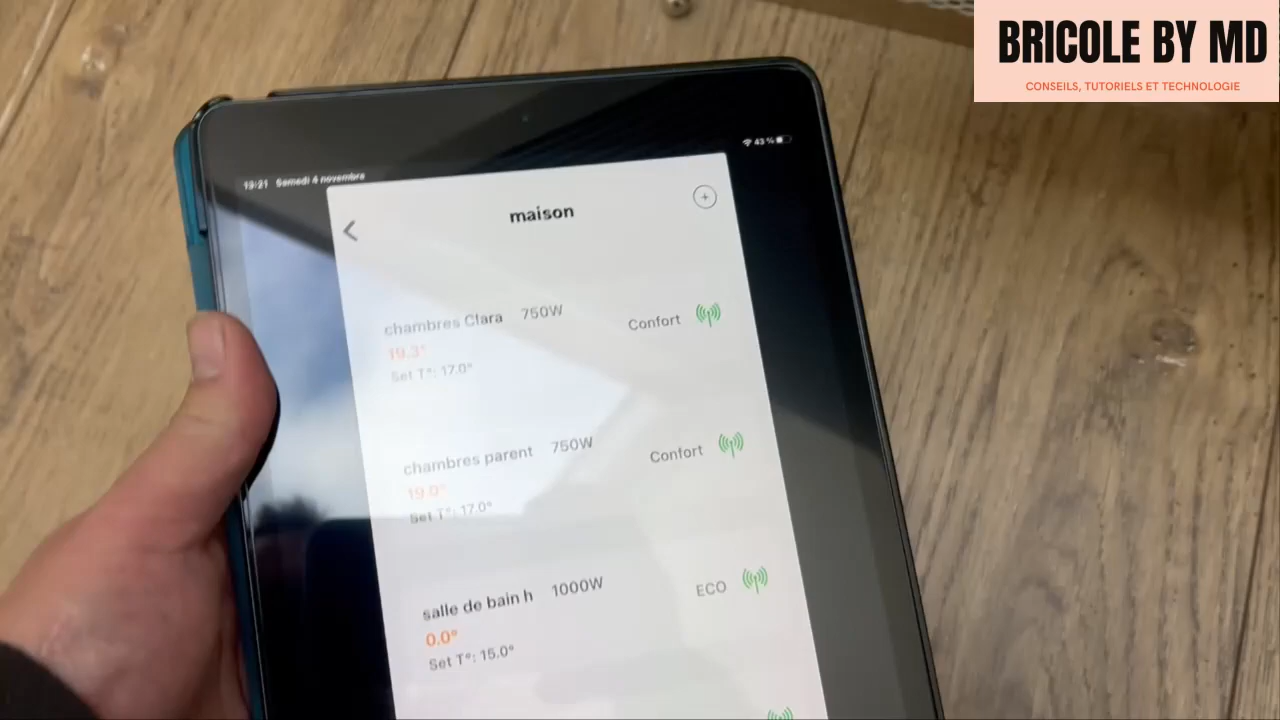 BRICOLE BY MD
CONSEILS, TUTORIELS ET TECHNOLOGIE
19:21 Samedi 4 novembre
43 %
maison
chambres Clara 750W
Confort
19.3°
Set T°: 17.0°
chambres parent 750W
Confort
19.0°
Set T°: 17.0°
salle de bain h 1000W
ECO
0.0°
Set T°: 15.0°